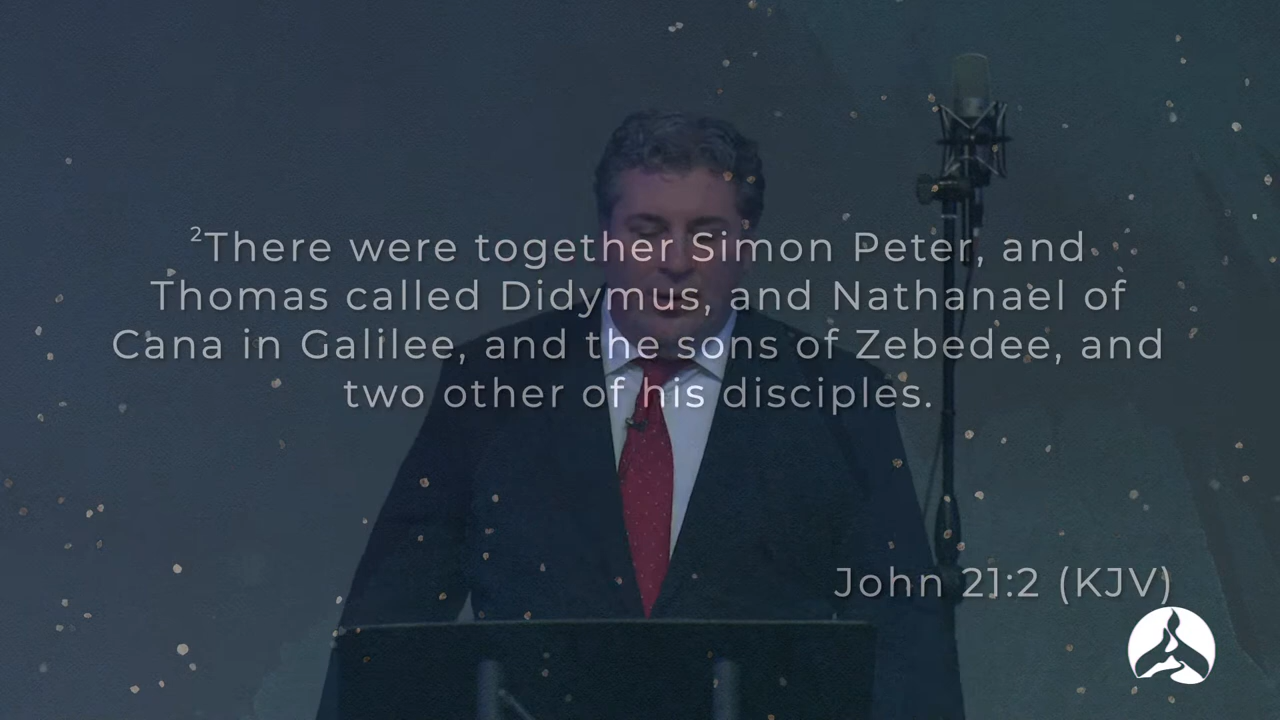 ²There were together Simon Peter, and
Thomas called Didymus, and Nathanael of
Cana in Galilee, and the sons of Zebedee, and
two other of his disciples.
John 21:2 (KJV)